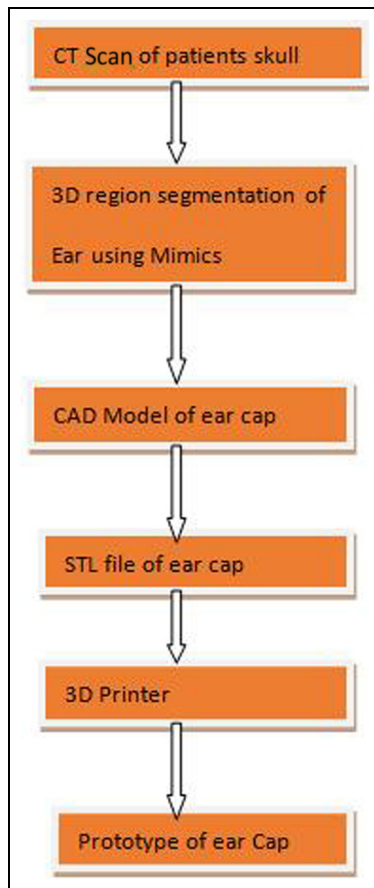 CT Scan of patients skull
3D region segmentation of
Ear using Mimics
CAD Model of ear cap
STL file of ear cap
3D Printer
Prototype of ear Cap